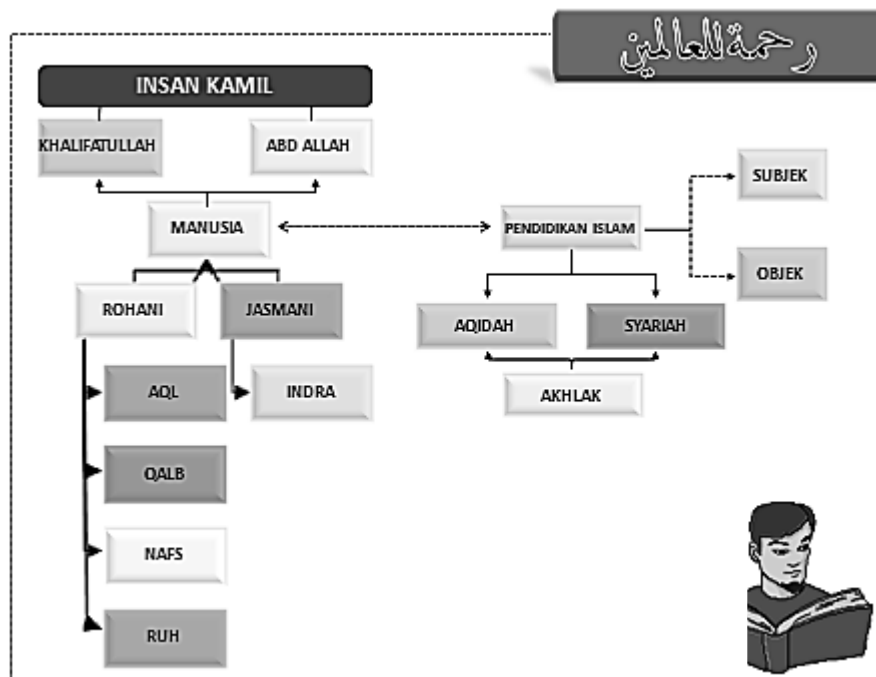 رحمة للعالمين
INSAN KAMIL
KHALIFATULLAH
ABD ALLAH
MANUSIA
PENDIDIKAN ISLAM
SUBJEK
OBJEK
ROHANI
JASMANI
AQIDAH
SYARIAH
AQL
INDRA
AKHLAK
QALB
NAFS
RUH